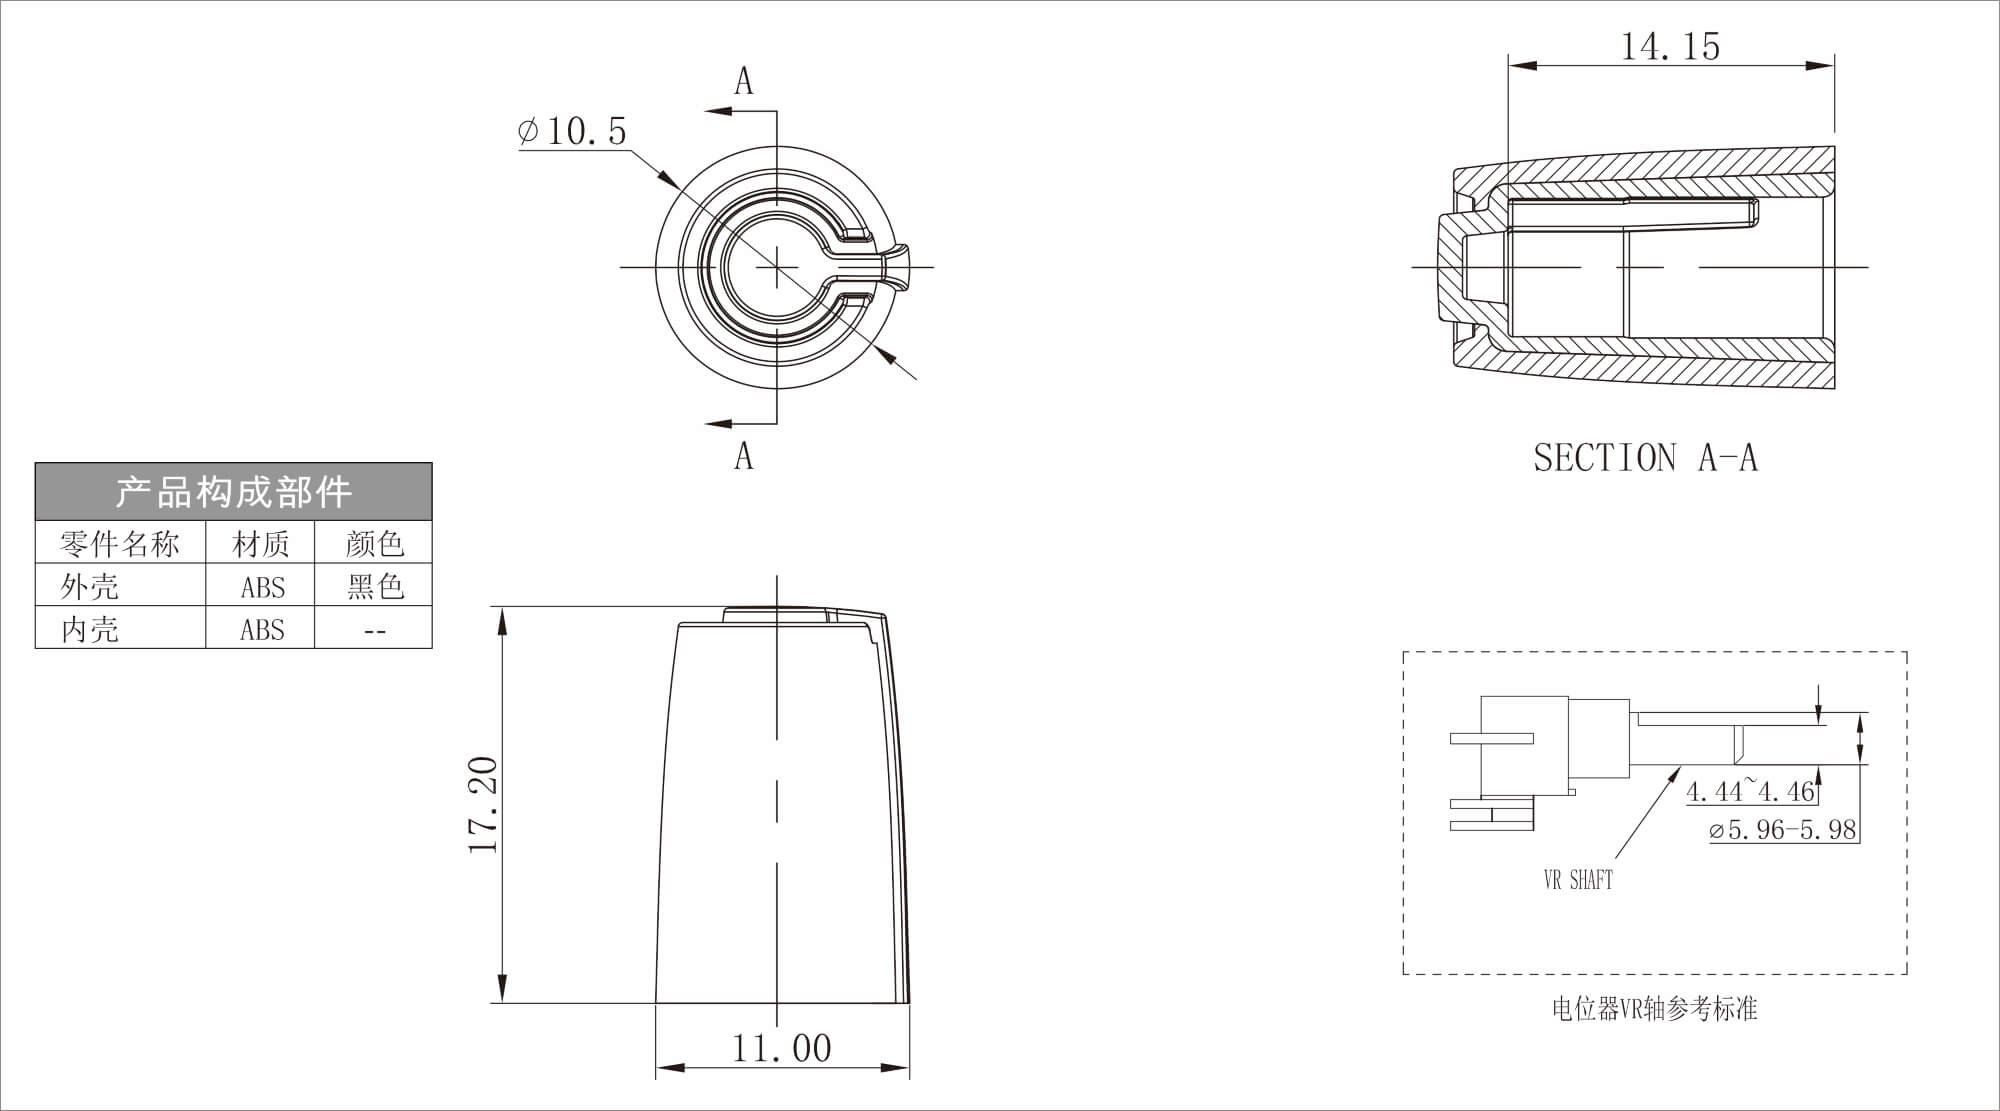 A
⌀10.5
A
14.15
SECTION A-A
产品构成部件
零件名称 材质 颜色
外壳 ABS 黑色
内壳 ABS --
17.20
11.00
4.44~4.46
⌀5.96-5.98
VR SHAFT
电位器VR轴参考标准